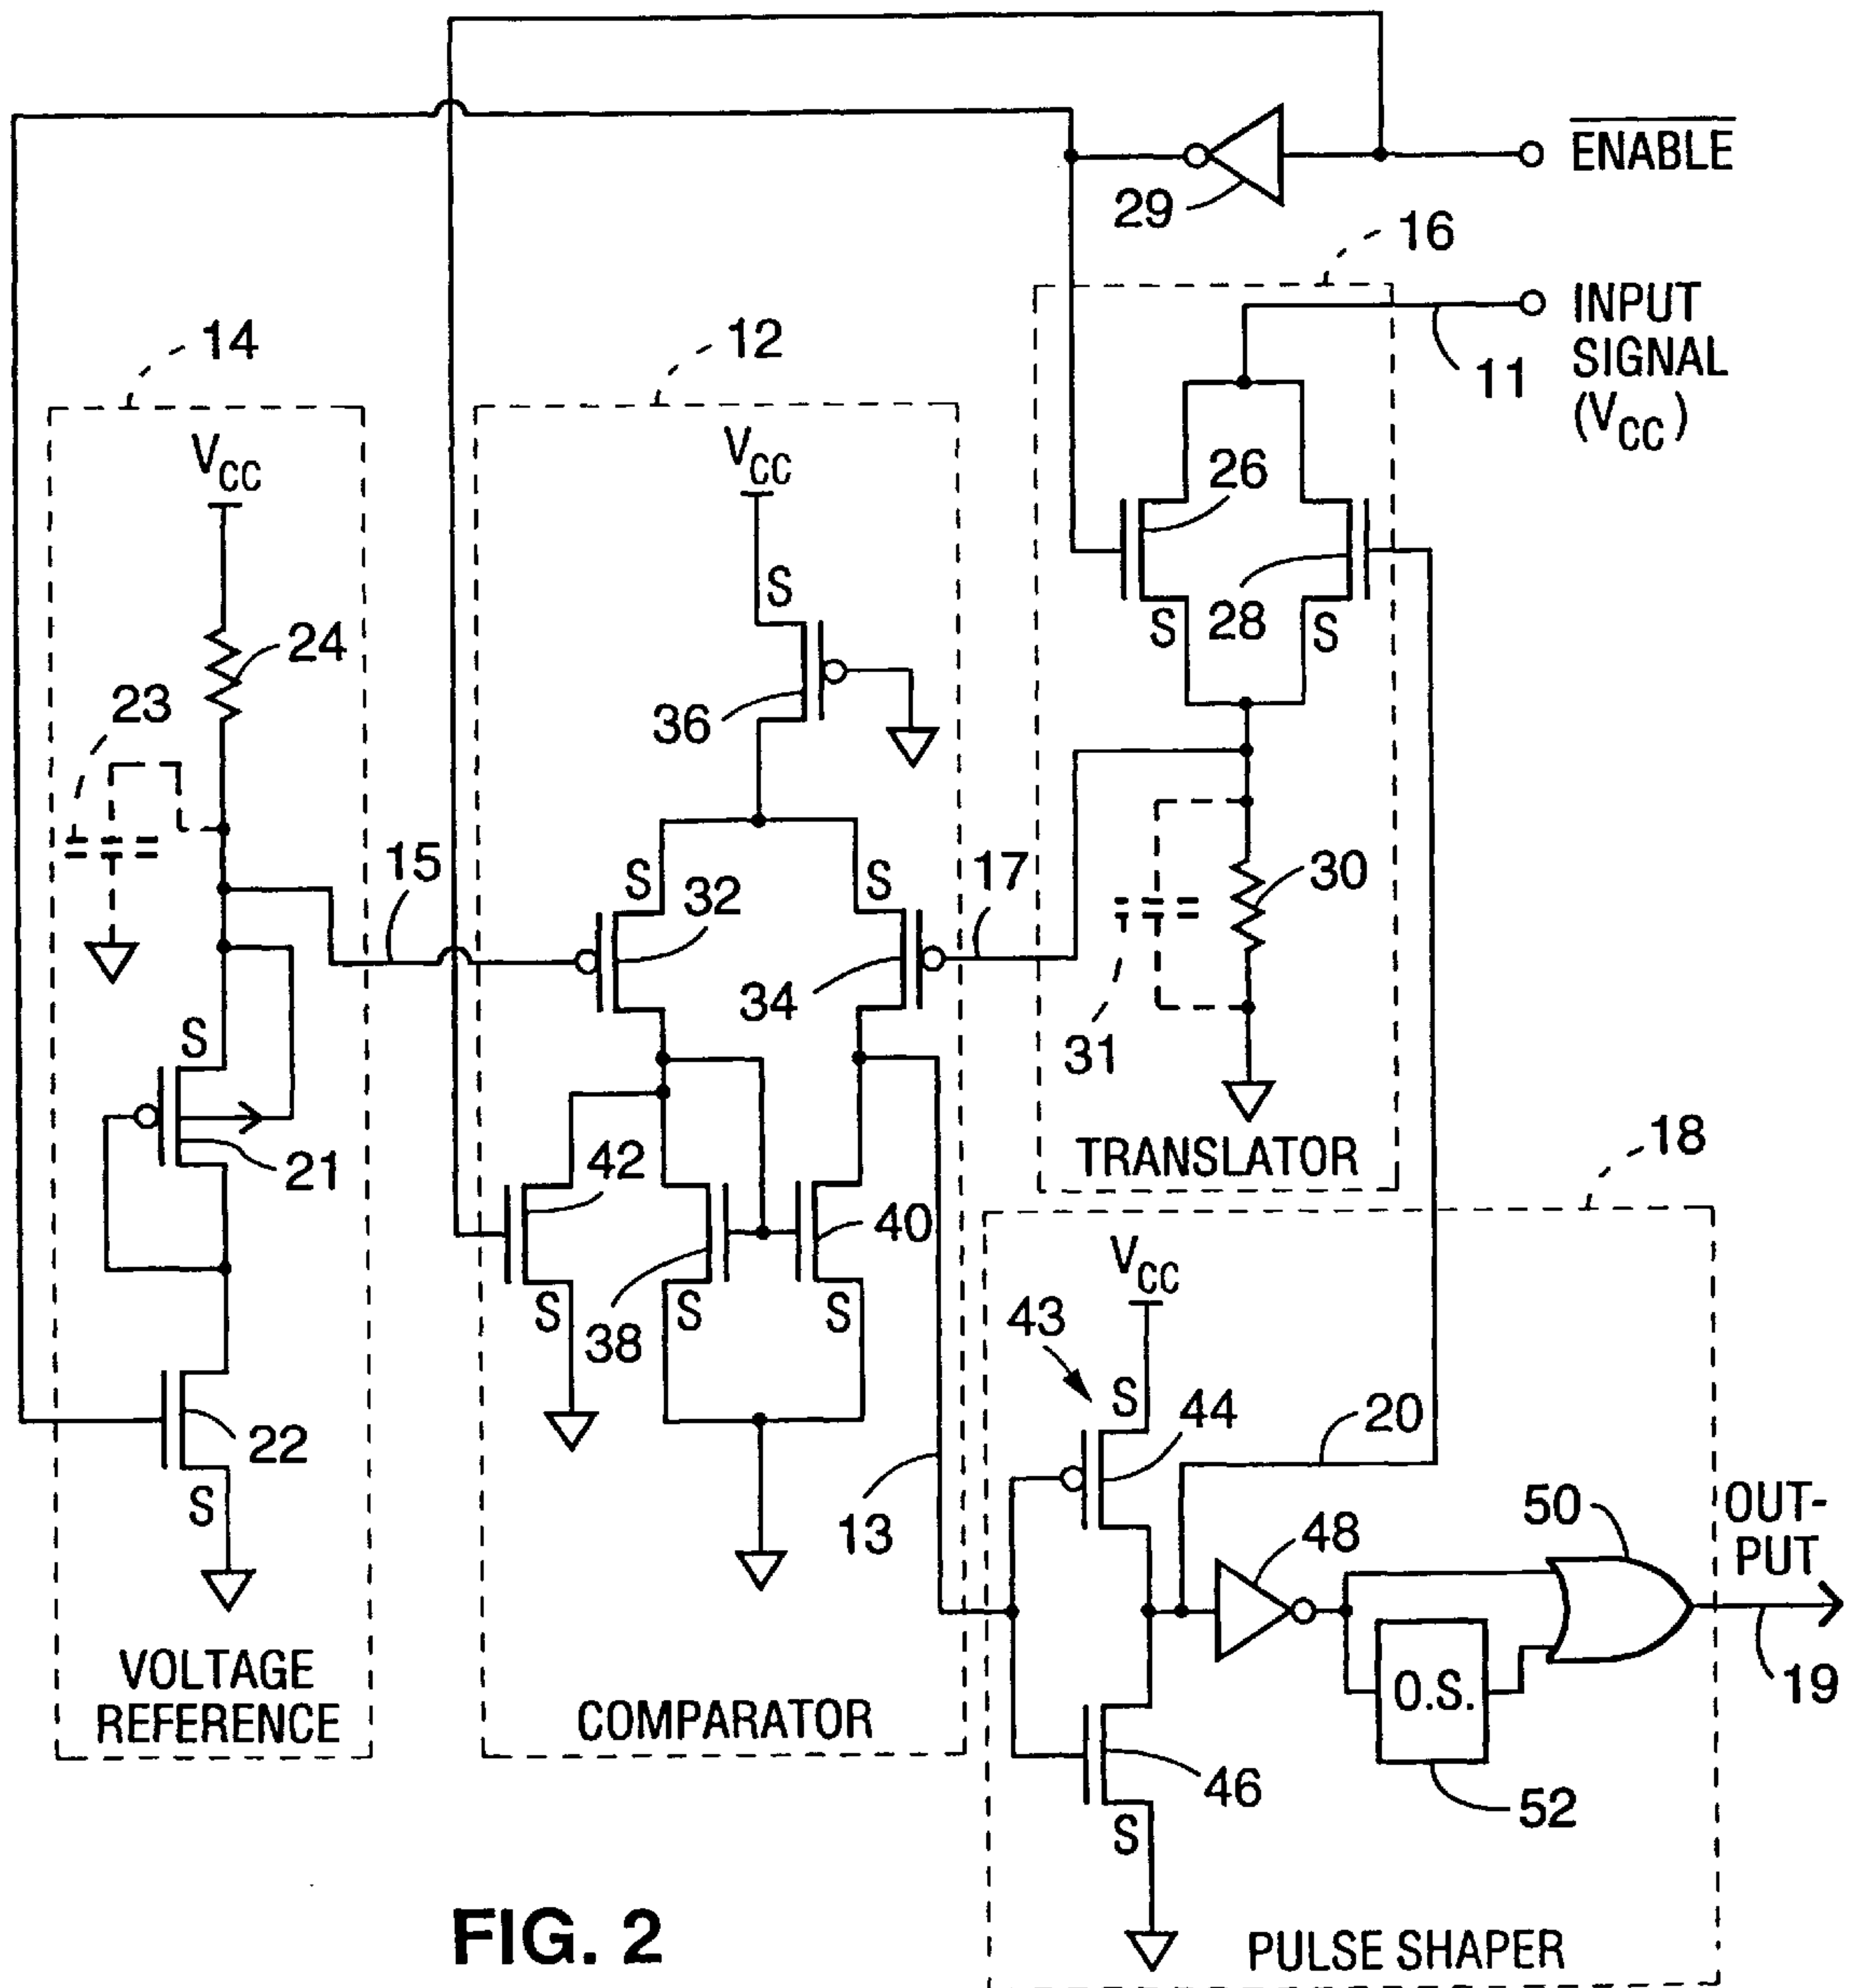 ENABLE
29
16
INPUT
SIGNAL
(VCC)
11
14
12
VCC
VCC
26
S
24
S
28
S
23
36
15
S
32
S
17
30
34
S
31
21
42
TRANSLATOR
18
40
VCC
S
38
S
S
43
S
44
20
22
S
13
48
50
OUT-
PUT
VOLTAGE
REFERENCE
COMPARATOR
O.S.
19
46
52
S
FIG. 2
PULSE SHAPER